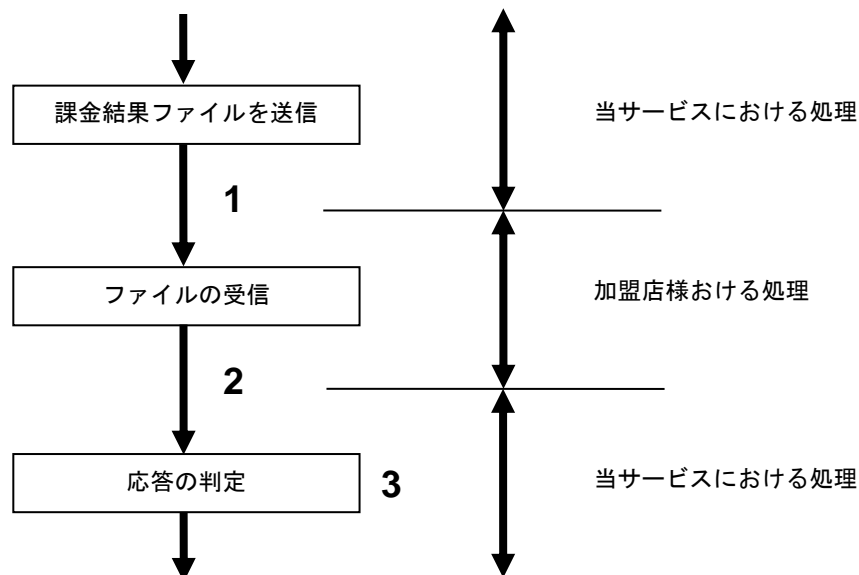 課金結果ファイルを送信
当サービスにおける処理
1
ファイルの受信
加盟店様おける処理
2
応答の判定
3
当サービスにおける処理